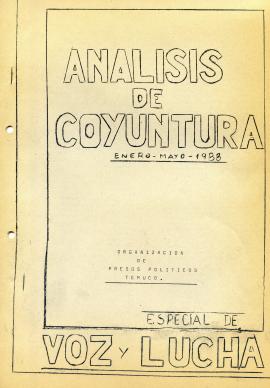 ANALISIS
DE
COYUNTURA
ENERO-MAYO-1988
ORGANIZACION
DE
PRESOS POLITICOS
TEMUCO.
ESPECIAL DE
VOZ Y LUCHA